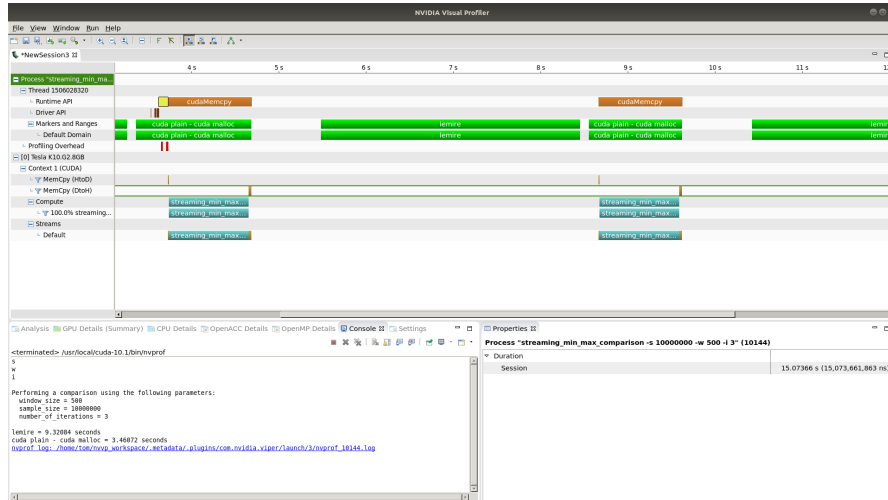 NVIDIA Visual Profiler
File View Window Run Help
*NewSession3
4 s 5 s 6 s 7 s 8 s 9 s 10 s 11 s
Process "streaming_min_ma...
Thread 1506028320
Runtime API cudaMemcpy cudaMemcpy
Driver API
Markers and Ranges cuda plain - cuda malloc lemire cuda plain - cuda malloc lemir
Default Domain cuda plain - cuda malloc lemire cuda plain - cuda malloc lemir
Profiling Overhead
[0] Tesla K10.G2.8GB
Context 1 (CUDA)
MemCpy (HtoD)
MemCpy (DtoH)
Compute streaming_min_max... streaming_min_max...
100.0% streaming... streaming_min_max... streaming_min_max...
Streams
Default streaming_min_max... streaming_min_max...
Analysis GPU Details (Summary) CPU Details OpenACC Details OpenMP Details Console Settings
<terminated> /usr/local/cuda-10.1/bin/nvprof
s
w
i
Performing a comparison using the following parameters:
window_size = 500
sample_size = 10000000
number_of_iterations = 3
lemire = 9.32084 seconds
cuda plain - cuda malloc = 3.46072 seconds
nvprof log: /home/tom/nvvp_workspace/.metadata/.plugins/com.nvidia.viper/launch/3/nvprof_10144.log
Properties
Process "streaming_min_max_comparison -s 10000000 -w 500 -i 3" (10144)
Duration
Session 15.07366 s (15,073,661,863 ns)